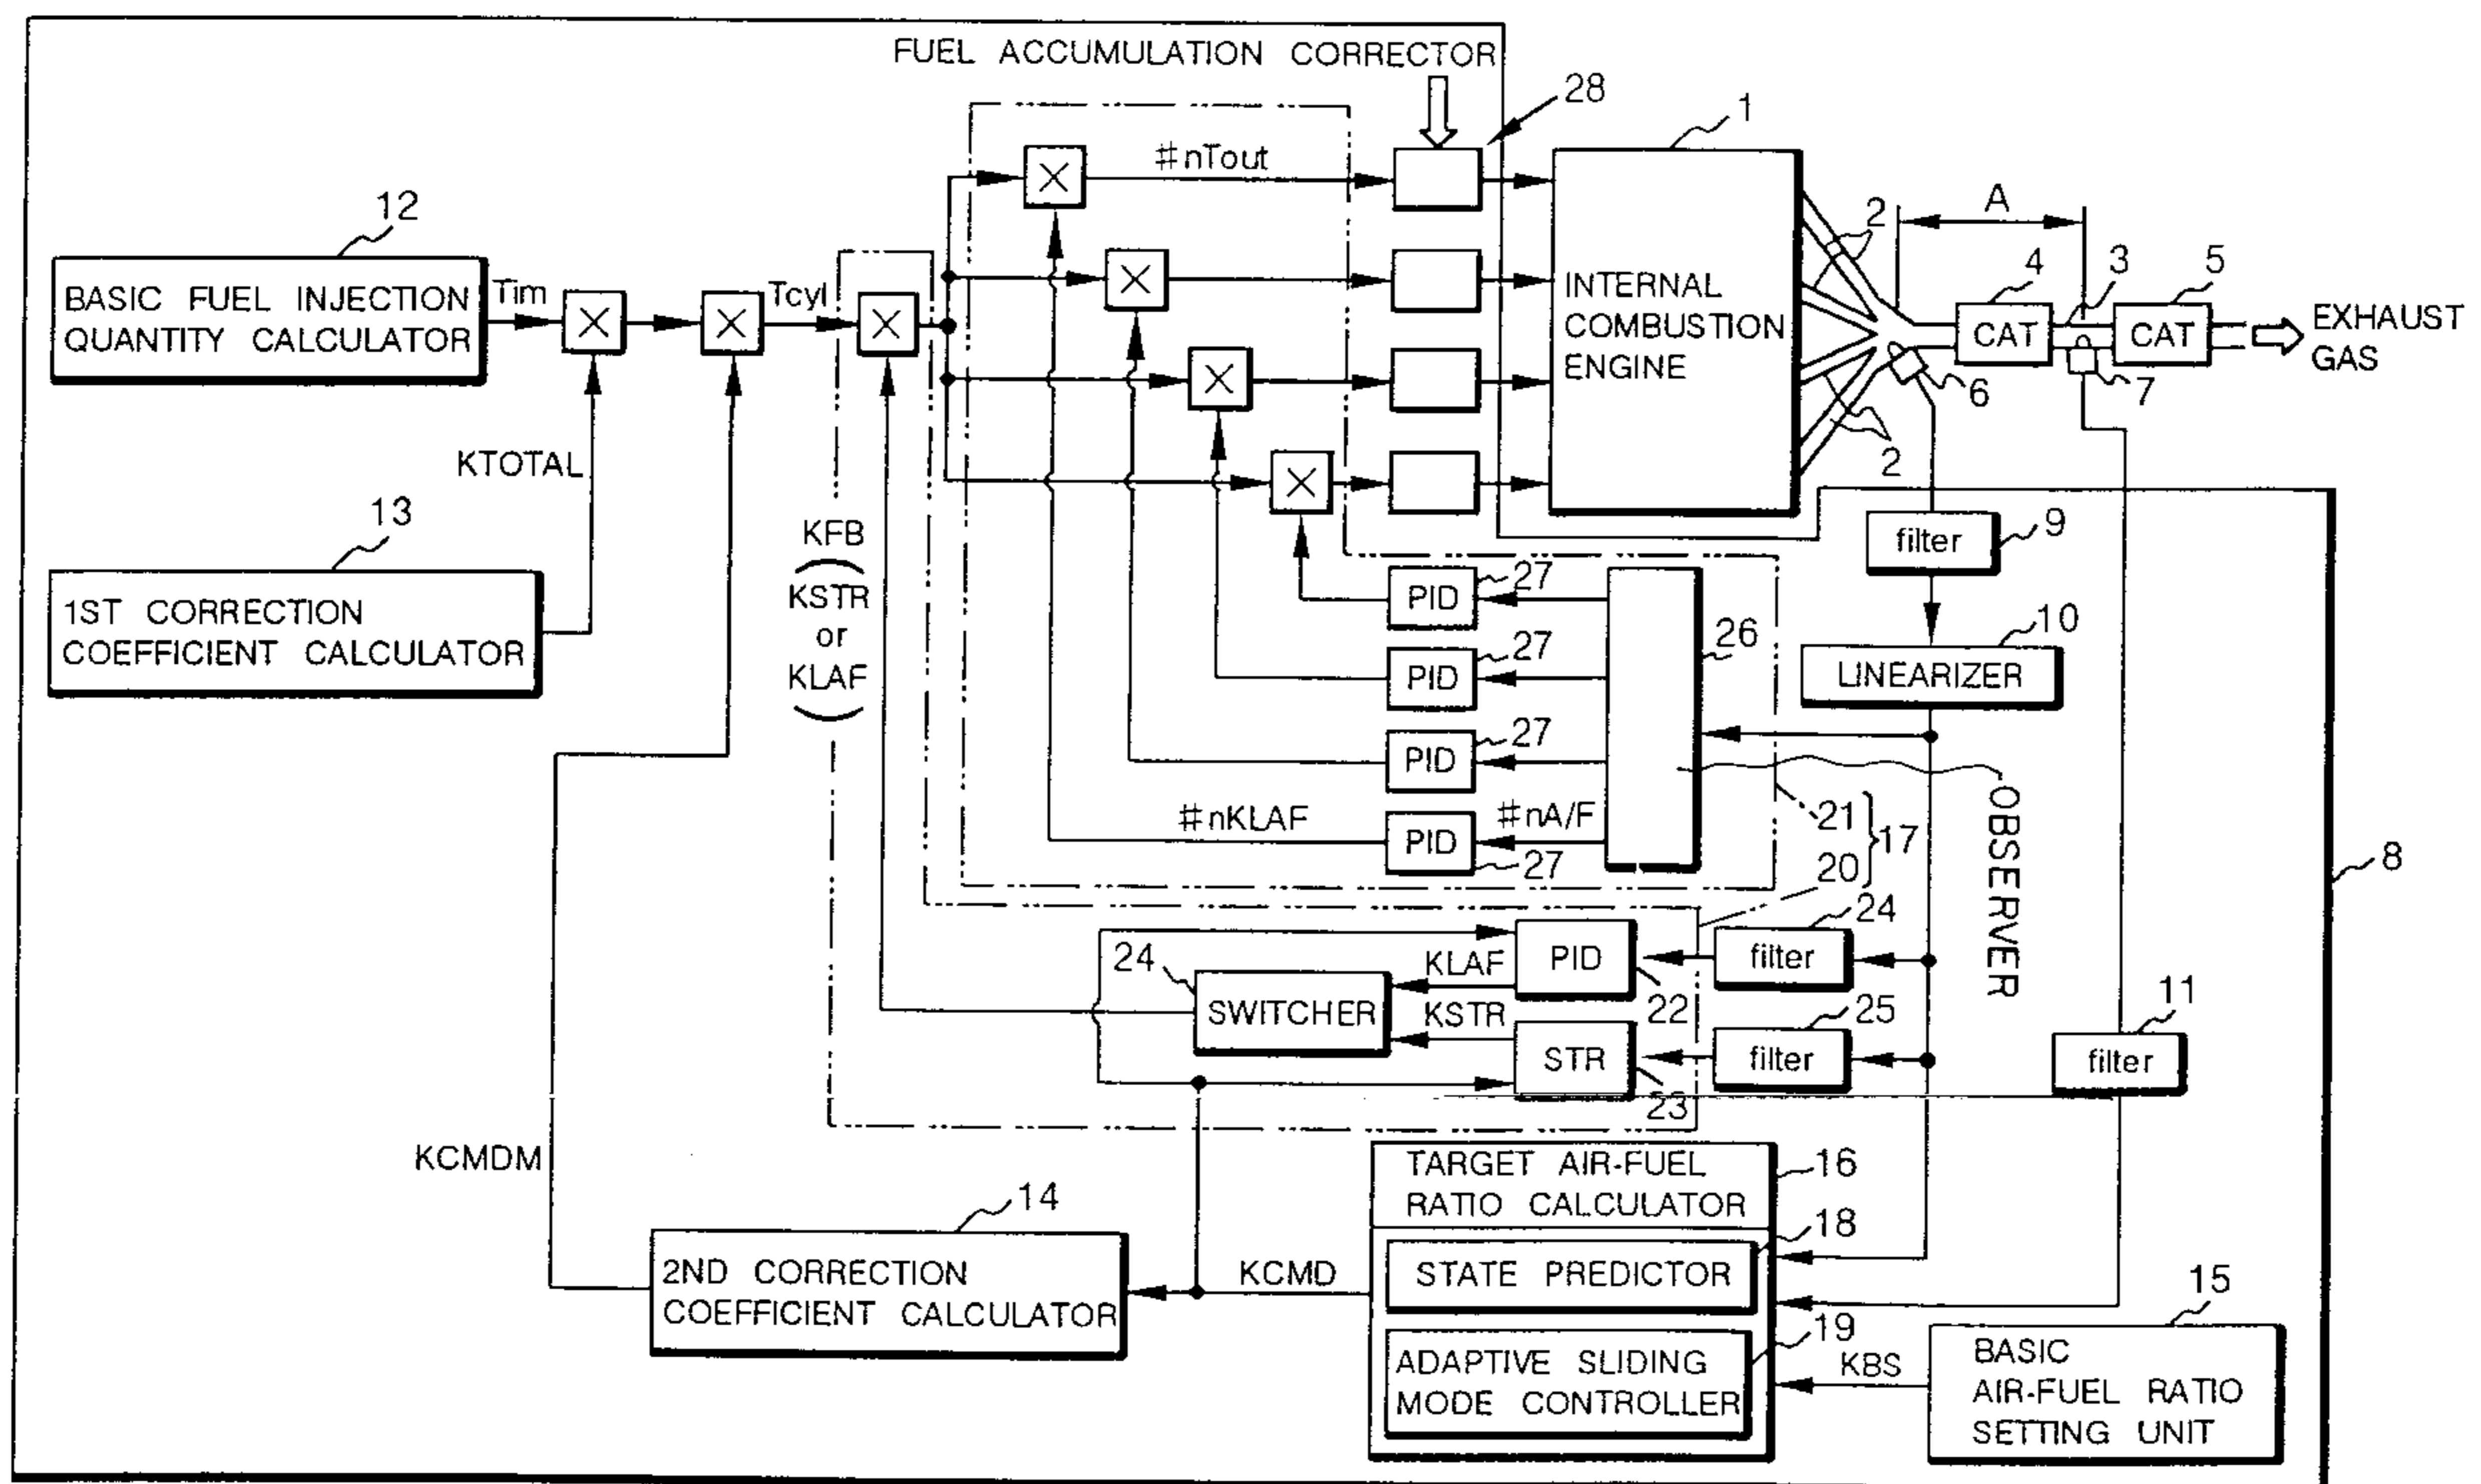 FUEL ACCUMULATION CORRECTOR
28
1
#nTout
12
2
A
BASIC FUEL INJECTION
QUANTITY CALCULATOR
Tim
Tcyl
4
3
5
INTERNAL
COMBUSTION
ENGINE
CAT
CAT
EXHAUST
GAS
6
7
2
KTOTAL
13
KFB
KSTR
or
KLAF
filter
9
1ST CORRECTION
COEFFICIENT CALCULATOR
PID
27
26
10
LINEARIZER
PID
27
PID
27
#nKLAF
PID
#nA/F
27
OBSERVER
21
20
17
8
24
24
KLAF
PID
22
filter
SWITCHER
KSTR
25
11
STR
23
filter
filter
KCMDM
TARGET AIR-FUEL
RATIO CALCULATOR
16
14
18
2ND CORRECTION
COEFFICIENT CALCULATOR
KCMD
STATE PREDICTOR
15
19
ADAPTIVE SLIDING
MODE CONTROLLER
KBS
BASIC
AIR-FUEL RATIO
SETTING UNIT